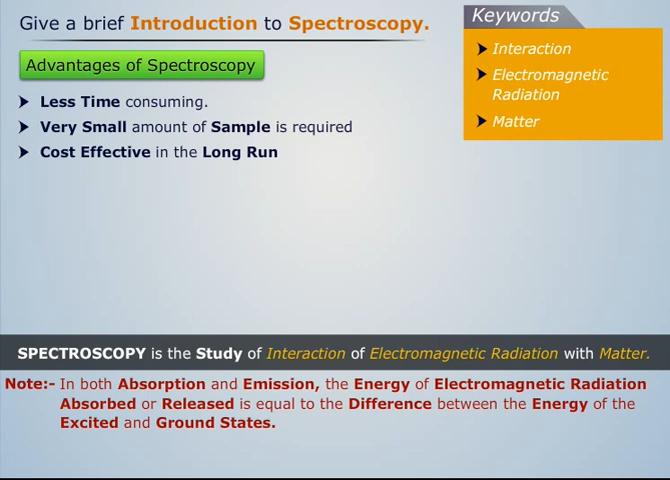 Give a brief Introduction to Spectroscopy.
Keywords
Interaction
Electromagnetic
Radiation
Matter
Advantages of Spectroscopy
Less Time consuming.
Very Small amount of Sample is required
Cost Effective in the Long Run
SPECTROSCOPY is the Study of Interaction of Electromagnetic Radiation with Matter.
Note:- In both Absorption and Emission, the Energy of Electromagnetic Radiation
Absorbed or Released is equal to the Difference between the Energy of the
Excited and Ground States.